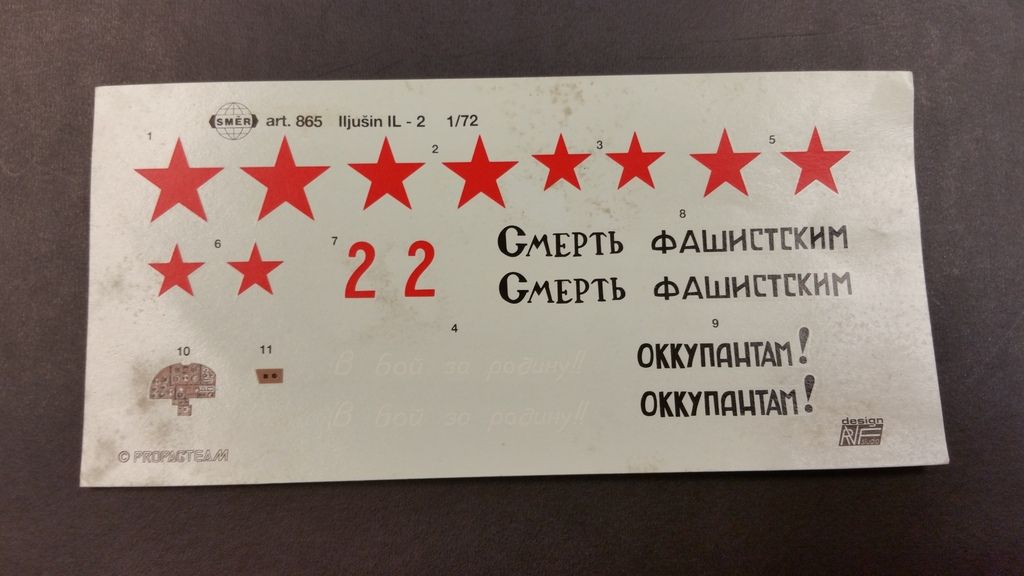 SMĚR art. 865 Iljušin IL - 2 1/72
1 2 3 5
8
Смерть ФАШИСТСКИМ
6 7
2 2
Смерть ФАШИСТСКИМ
4
9
ОККУПАНТАМ!
10 11
В бой за родину!!
ОККУПАНТАМ!
В бой за родину!!
design
© PROPAGTEAM